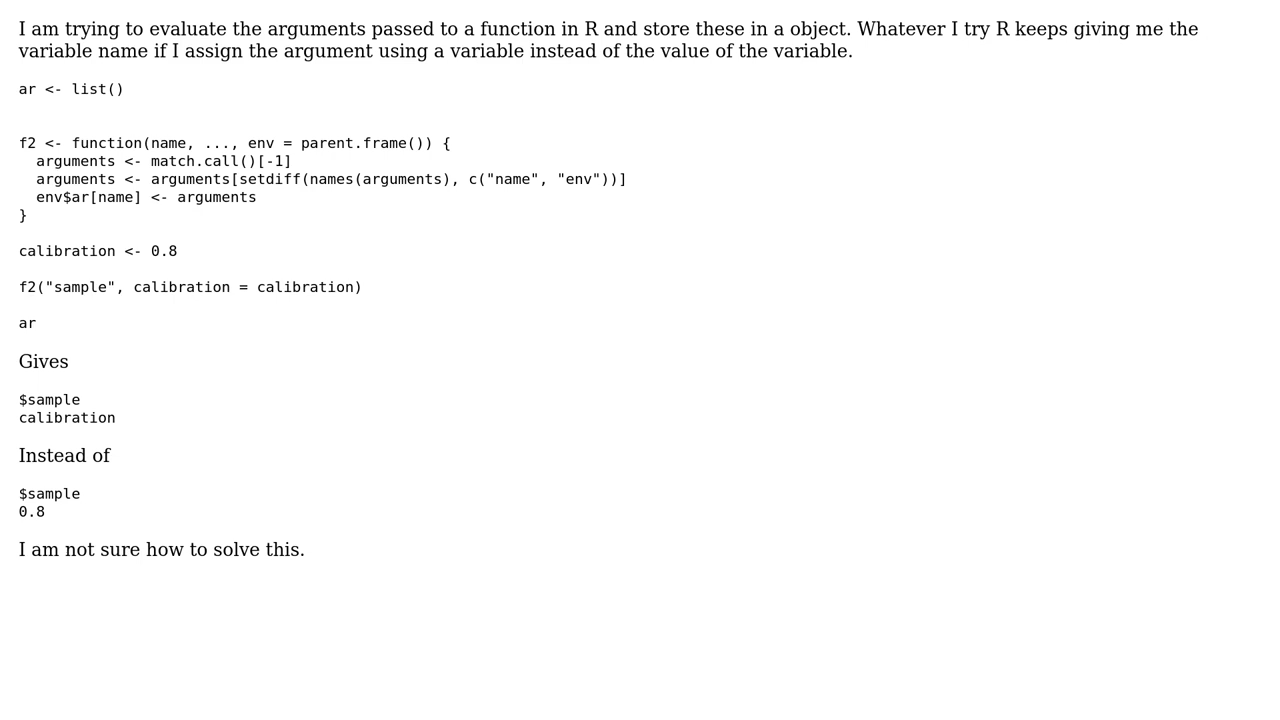 I am trying to evaluate the arguments passed to a function in R and store these in a object. Whatever I try R keeps giving me the
variable name if I assign the argument using a variable instead of the value of the variable.
ar <- list()
f2 <- function(name, ..., env = parent.frame()) {
  arguments <- match.call()[-1]
  arguments <- arguments[setdiff(names(arguments), c("name", "env"))]
  env$ar[name] <- arguments
}
calibration <- 0.8
f2("sample", calibration = calibration)
ar
Gives
$sample
calibration
Instead of
$sample
0.8
I am not sure how to solve this.